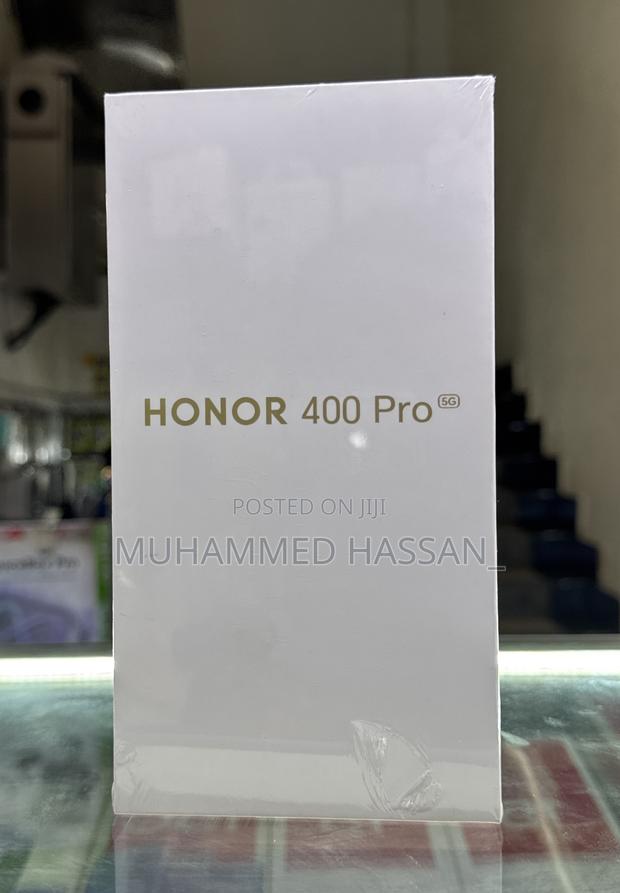 HONOR 400 Pro 5G
POSTED ON JIJI
MUHAMMED HASSAN_